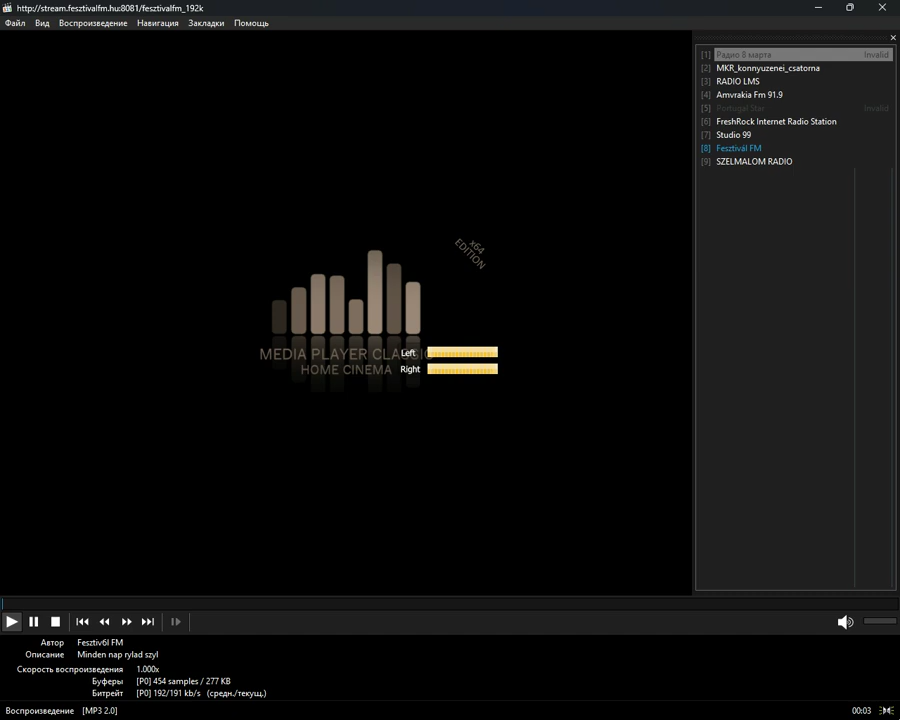 http://stream.fesztivalfm.hu:8081/fesztivalfm_192k
Файл Вид Воспроизведение Навигация Закладки Помощь
[1] Радио 8 марта Invalid
[2] MKR_konnyuzenei_csatorna
[3] RADIO LMS
[4] Amvrakia Fm 91.9
[5] Portugal Star Invalid
[6] FreshRock Internet Radio Station
[7] Studio 99
[8] Fesztivál FM
[9] SZELMALOM RADIO
x64
EDITION
MEDIA PLAYER CLASSIC
HOME CINEMA
Left
Right
Автор Fesztiv6l FM
Описание Minden nap rylad szyl
Скорость воспроизведения 1.000x
Буферы [P0] 454 samples / 277 KB
Битрейт [P0] 192/191 kb/s (средн./текущ.)
Воспроизведение [MP3 2.0] 00:03